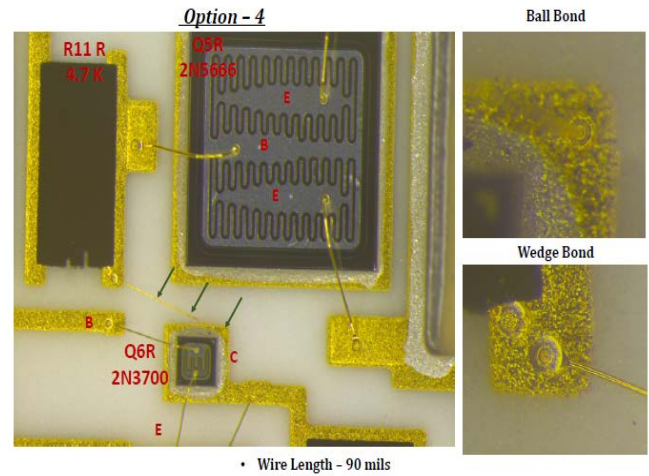 Option – 4
Ball Bond
R11 R
4.7 K
Q5R
2N5666
E
B
E
Wedge Bond
B
Q6R
2N3700
C
E
• Wire Length – 90 mils